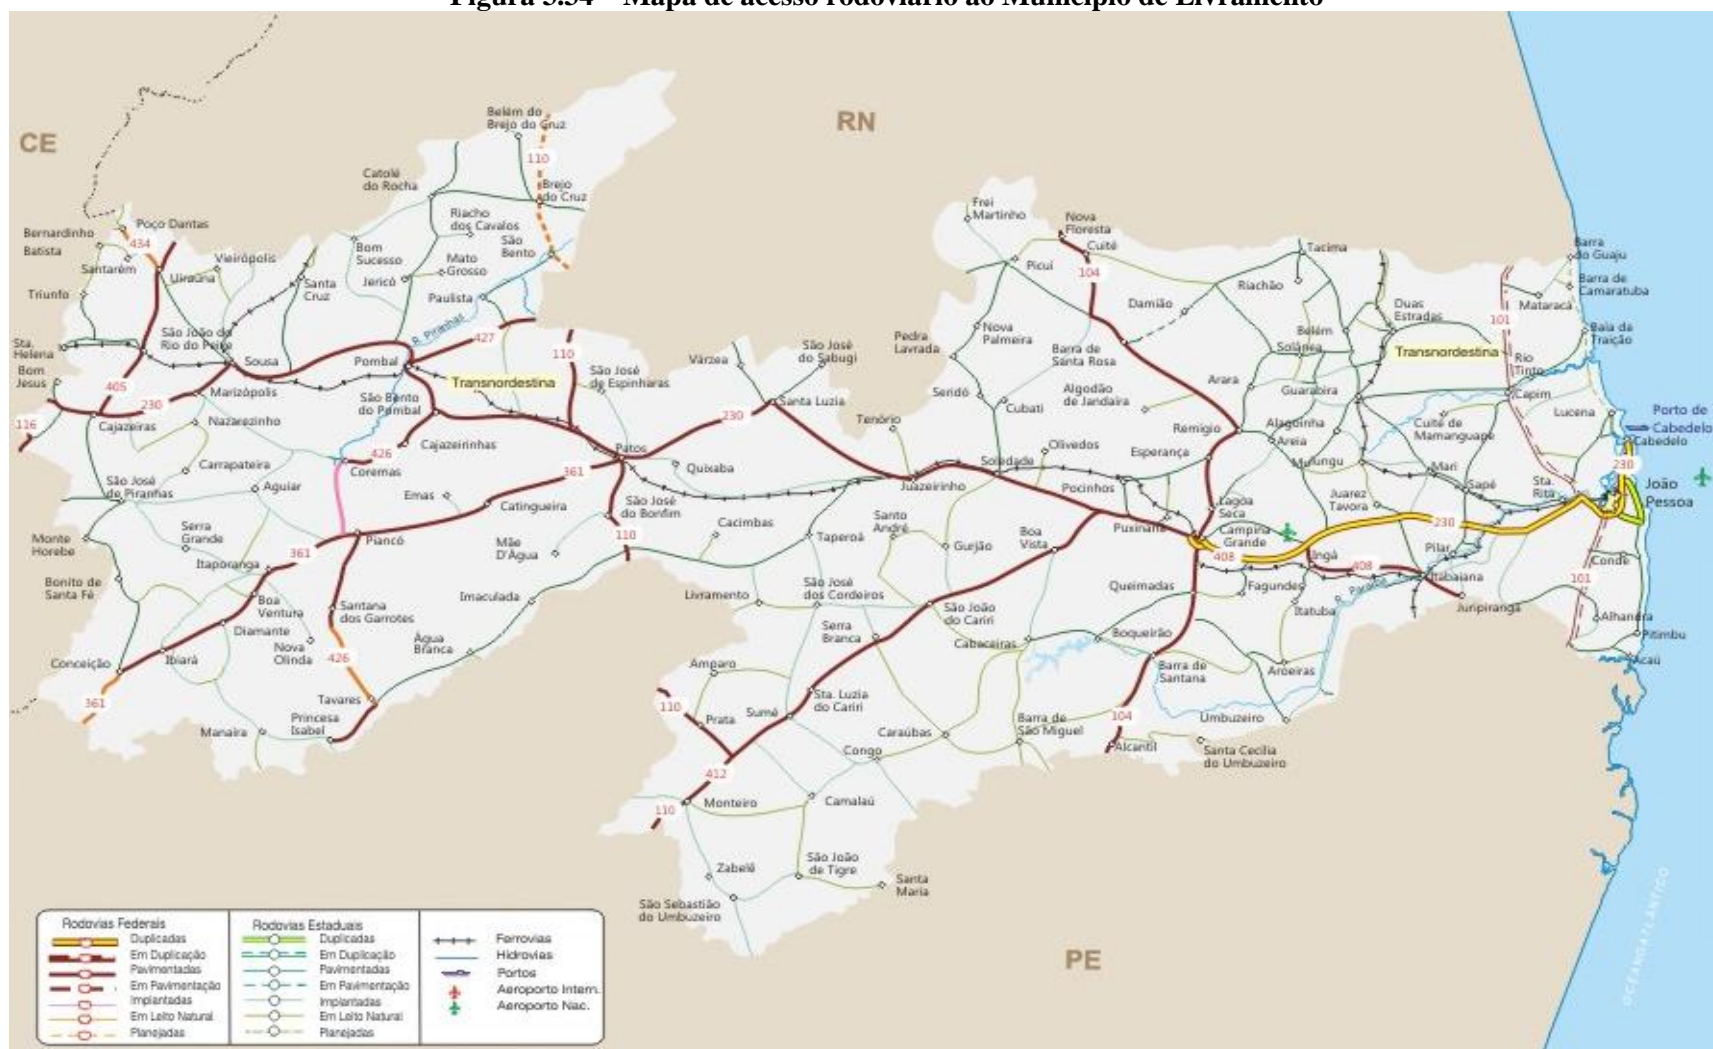 Figura 3.34 – Mapa de acesso rodoviário ao Município de Livramento
CE
RN
PE
Belém do
Brejo do Cruz
110
Brejo
do Cruz
Catolé
do Rocha
Riacho
dos Cavalos
São
Bento
Bom
Sucesso
Mato
Grosso
Jericó
Paulista
R. Piranhas
Poço Dantas
Bernardinho
Batista
434
Santarém
Uiraúna
Vieirópolis
Santa
Cruz
Triunfo
São João do
Rio do Peixe
Sta.
Helena
Bom
Jesus
Sousa
Pombal
427
110
Transnordestina
405
230
Marizópolis
São Bento
do Pombal
São José
de Espinharas
116
Cajazeiras
Nazarezinho
Cajazeirinhas
426
Carrapateira
Coremas
Patos
361
São José
de Piranhas
Aguiar
Emas
Catingueira
São José
do Bonfim
Quixaba
Monte
Horebe
Serra
Grande
Piancó
361
Mãe
D'Água
110
Cacimbas
Itaporanga
Bonito de
Santa Fé
Boa
Ventura
Santana
dos Garrotes
Imaculada
Diamante
Nova
Olinda
Água
Branca
Conceição
Ibiará
426
361
Tavares
Princesa
Isabel
Manaira
Várzea
São José
do Sabugi
230
Santa Luzia
Tenório
Juazeirinho
Soledade
Olivedos
Frei
Martinho
Nova
Floresta
Cuité
Picuí
104
Damião
Tacima
Riachão
Pedra
Lavrada
Nova
Palmeira
Barra de
Santa Rosa
Seridó
Cubati
Algodão
de Jandaíra
Arara
Belém
Solânea
Duas
Estradas
Transnordestina
Guarabira
Remigio
Alagoinha
Areia
Esperança
Mulungu
Cuité de
Mamanguape
Mari
Sapé
Barra
do Guaju
Barra de
Camaratuba
Mataracá
101
Baia da
Traição
Rio
Tinto
Capim
Lucena
Porto de
Cabedelo
Cabedelo
230
João
Pessoa
Sta.
Rita
Pocinhos
Puxinanã
Lagoa
Seca
Campina
Grande
Juarez
Tavora
230
408
Ingá
408
Pilar
Itabaiana
Juripiranga
Conde
101
Alhandra
Pitimbu
Acaú
Taperoá
Santo
André
Gurjão
Boa
Vista
Queimadas
Fagundes
Itatuba
R. Paraíba
Livramento
São José
dos Cordeiros
Serra
Branca
São João
do Cariri
Cabaceiras
Boqueirão
Barra de
Santana
Aroeiras
Umbuzeiro
Amparo
110
Prata
Sumé
Sta. Luzia
do Cariri
Caraúbas
Barra de
São Miguel
104
Alcantil
Santa Cecilia
do Umbuzeiro
Congo
412
110
Monteiro
Camalaú
Zabelê
São João
de Tigre
Santa
Maria
São Sebastião
do Umbuzeiro
OCEANO ATLÂNTICO
Rodovias Federais
Duplicadas
Em Duplicação
Pavimentadas
Em Pavimentação
Implantadas
Em Leito Natural
Planejadas
Rodovias Estaduais
Duplicadas
Em Duplicação
Pavimentadas
Em Pavimentação
Implantadas
Em Leito Natural
Planejadas
Ferrovias
Hidrovias
Portos
Aeroporto Intern.
Aeroporto Nac.